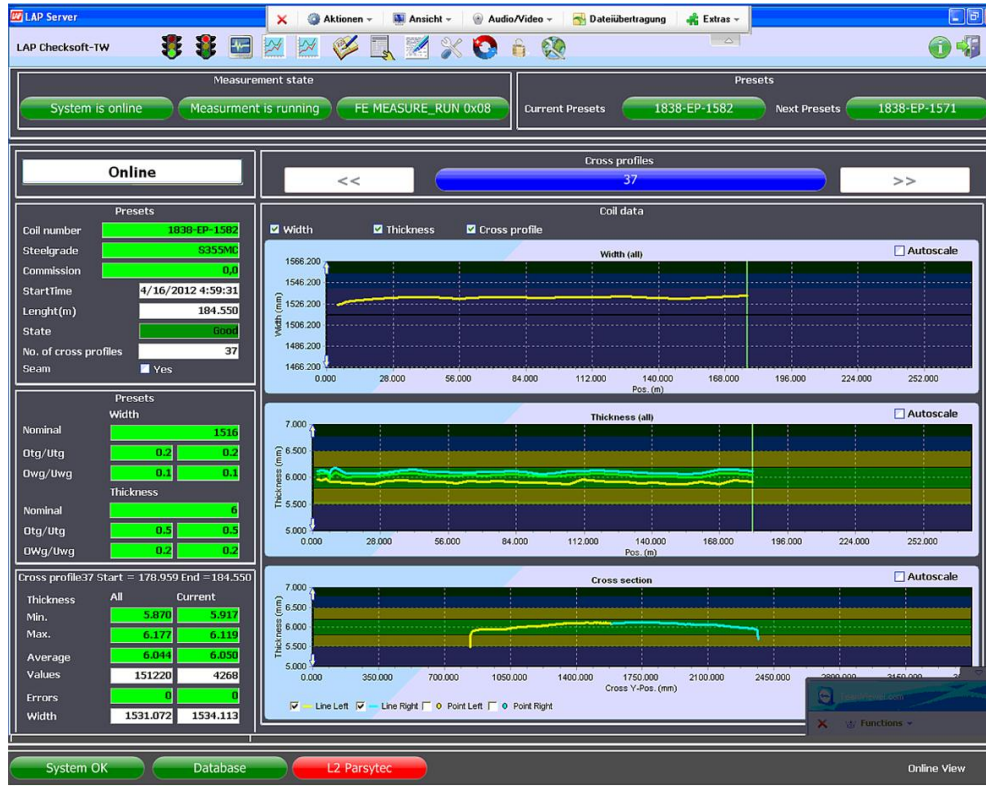 LAP Server
Aktionen Ansicht Audio/Video Dateiübertragung Extras
LAP Checksoft-TW
Measurement state
System is online Measurment is running FE MEASURE_RUN 0x08
Presets
Current Presets 1838-EP-1582 Next Presets 1838-EP-1571
Online
Cross profiles
<< 37 >>
Presets
Coil number 1838-EP-1582
Steelgrade S355MC
Commission 0,0
StartTime 4/16/2012 4:59:31
Lenght(m) 184.550
State Good
No. of cross profiles 37
Seam Yes
Presets
Width
Nominal 1516
Otg/Utg 0.2 0.2
Owg/Uwg 0.1 0.1
Thickness
Nominal 6
Otg/Utg 0.5 0.5
OWg/Uwg 0.2 0.2
Cross profile37 Start = 178.959 End =184.550
Thickness All Current
Min. 5.870 5.917
Max. 6.177 6.119
Average 6.044 6.050
Values 151220 4268
Errors 0 0
Width 1531.072 1534.113
Coil data
Width Thickness Cross profile
Width (all) Autoscale
Width (mm)
1566.200
1546.200
1526.200
1506.200
1486.200
1466.200
0.000 28.000 56.000 84.000 112.000 140.000 168.000 196.000 224.000 252.000
Pos. (m)
Thickness (all) Autoscale
Thickness (mm)
7.000
6.500
6.000
5.500
5.000
0.000 28.000 56.000 84.000 112.000 140.000 168.000 196.000 224.000 252.000
Pos. (m)
Cross section Autoscale
Thickness (mm)
7.000
6.500
6.000
5.500
5.000
0.000 350.000 700.000 1050.000 1400.000 1750.000 2100.000 2450.000 2800.000 3150.000
Cross Y-Pos. (mm)
Line Left Line Right Point Left Point Right
Functions
System OK Database L2 Parsytec Online View